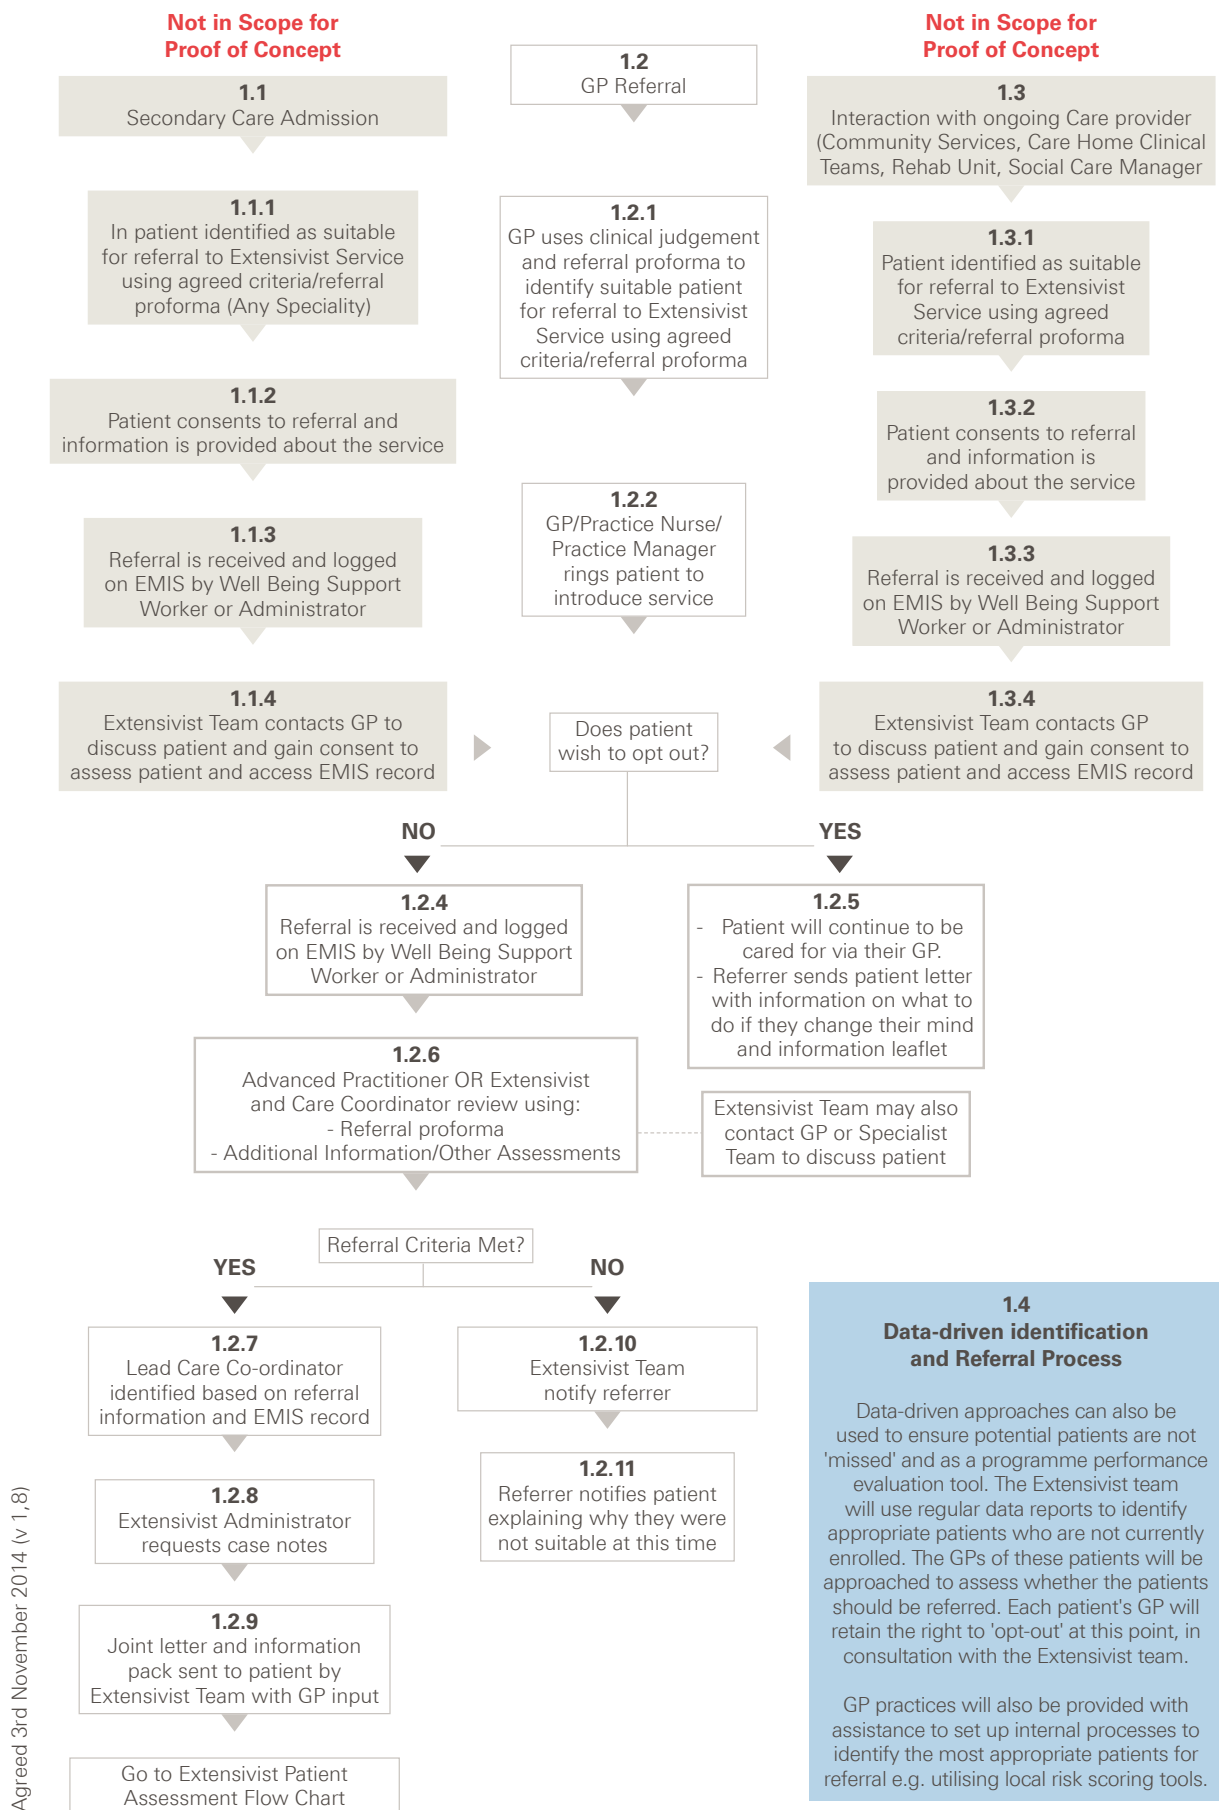 Not in Scope for
Proof of Concept
1.1
Secondary Care Admission
1.1.1
In patient identified as suitable
for referral to Extensivist Service
using agreed criteria/referral
proforma (Any Speciality)
1.1.2
Patient consents to referral and
information is provided about the service
1.1.3
Referral is received and logged
on EMIS by Well Being Support
Worker or Administrator
1.1.4
Extensivist Team contacts GP to
discuss patient and gain consent to
assess patient and access EMIS record
1.2
GP Referral
1.2.1
GP uses clinical judgement
and referral proforma to
identify suitable patient
for referral to Extensivist
Service using agreed
criteria/referral proforma
1.2.2
GP/Practice Nurse/
Practice Manager
rings patient to
introduce service
Not in Scope for
Proof of Concept
1.3
Interaction with ongoing Care provider
(Community Services, Care Home Clinical
Teams, Rehab Unit, Social Care Manager
1.3.1
Patient identified as suitable
for referral to Extensivist
Service using agreed
criteria/referral proforma
1.3.2
Patient consents to referral
and information is
provided about the service
1.3.3
Referral is received and logged
on EMIS by Well Being Support
Worker or Administrator
1.3.4
Extensivist Team contacts GP
to discuss patient and gain consent to
assess patient and access EMIS record
Does patient
wish to opt out?
NO
YES
1.2.4
Referral is received and logged
on EMIS by Well Being Support
Worker or Administrator
1.2.5
- Patient will continue to be
cared for via their GP.
- Referrer sends patient letter
with information on what to
do if they change their mind
and information leaflet
1.2.6
Advanced Practitioner OR Extensivist
and Care Coordinator review using:
- Referral proforma
- Additional Information/Other Assessments
Extensivist Team may also
contact GP or Specialist
Team to discuss patient
Referral Criteria Met?
YES
NO
1.2.7
Lead Care Co-ordinator
identified based on referral
information and EMIS record
1.2.8
Extensivist Administrator
requests case notes
1.2.9
Joint letter and information
pack sent to patient by
Extensivist Team with GP input
Go to Extensivist Patient
Assessment Flow Chart
1.2.10
Extensivist Team
notify referrer
1.2.11
Referrer notifies patient
explaining why they were
not suitable at this time
1.4
Data-driven identification
and Referral Process
Data-driven approaches can also be
used to ensure potential patients are not
'missed' and as a programme performance
evaluation tool. The Extensivist team
will use regular data reports to identify
appropriate patients who are not currently
enrolled. The GPs of these patients will be
approached to assess whether the patients
should be referred. Each patient's GP will
retain the right to 'opt-out' at this point, in
consultation with the Extensivist team.
GP practices will also be provided with
assistance to set up internal processes to
identify the most appropriate patients for
referral e.g. utilising local risk scoring tools.
Agreed 3rd November 2014 (v 1,8)